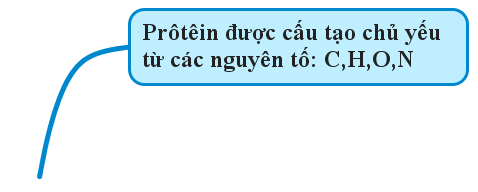 Prôtêin được cấu tạo chủ yếu
từ các nguyên tố: C,H,O,N